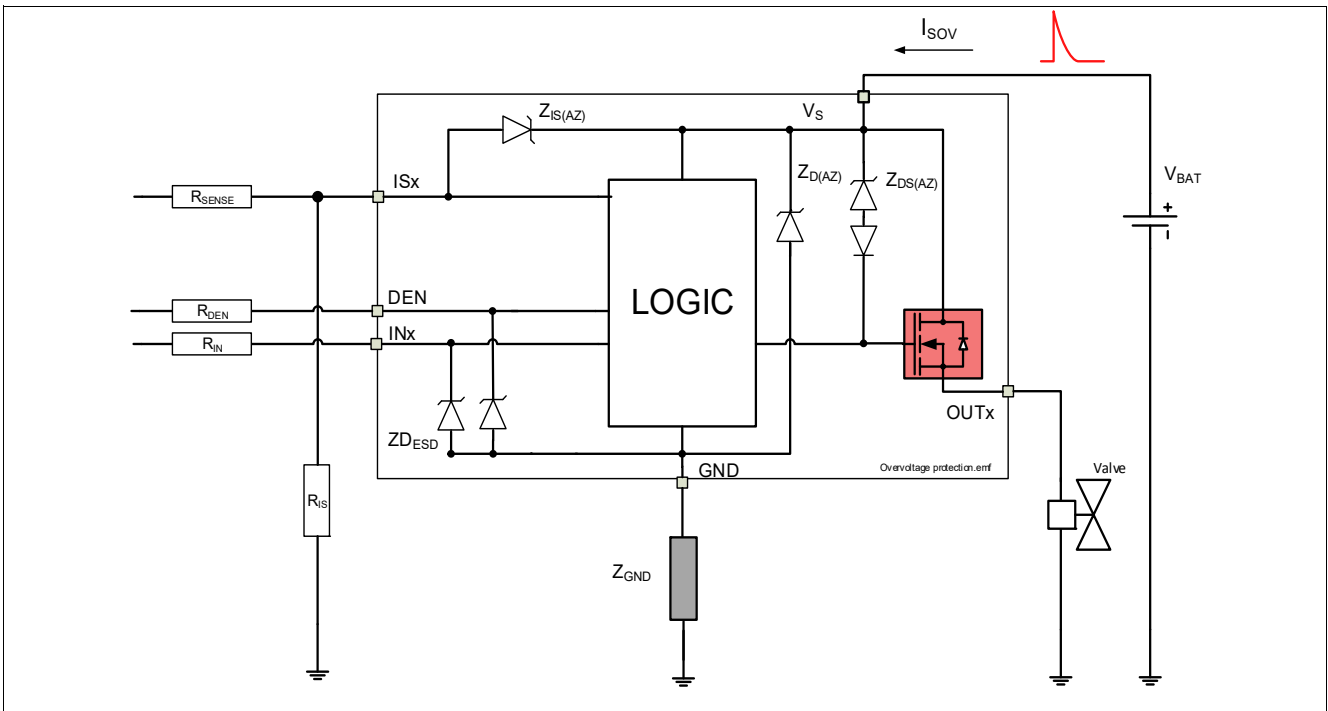 I_SOV
Z_IS(AZ)
V_S
Z_D(AZ)
Z_DS(AZ)
V_BAT
+
R_SENSE
ISx
LOGIC
R_DEN
DEN
R_IN
INx
OUTx
ZD_ESD
Overvoltage protection.emf
GND
Valve
R_IS
Z_GND